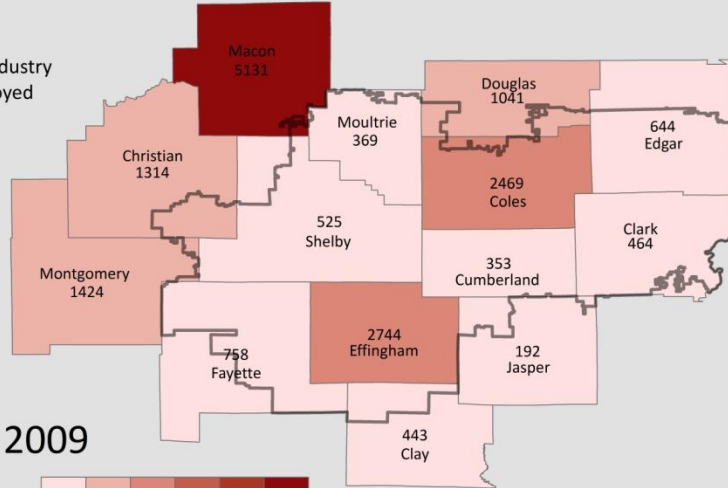 dustry
yed
Macon
5131
Douglas
1041
Moultrie
369
644
Edgar
Christian
1314
2469
Coles
525
Shelby
Clark
464
353
Cumberland
Montgomery
1424
2744
Effingham
192
Jasper
758
Fayette
443
Clay
2009